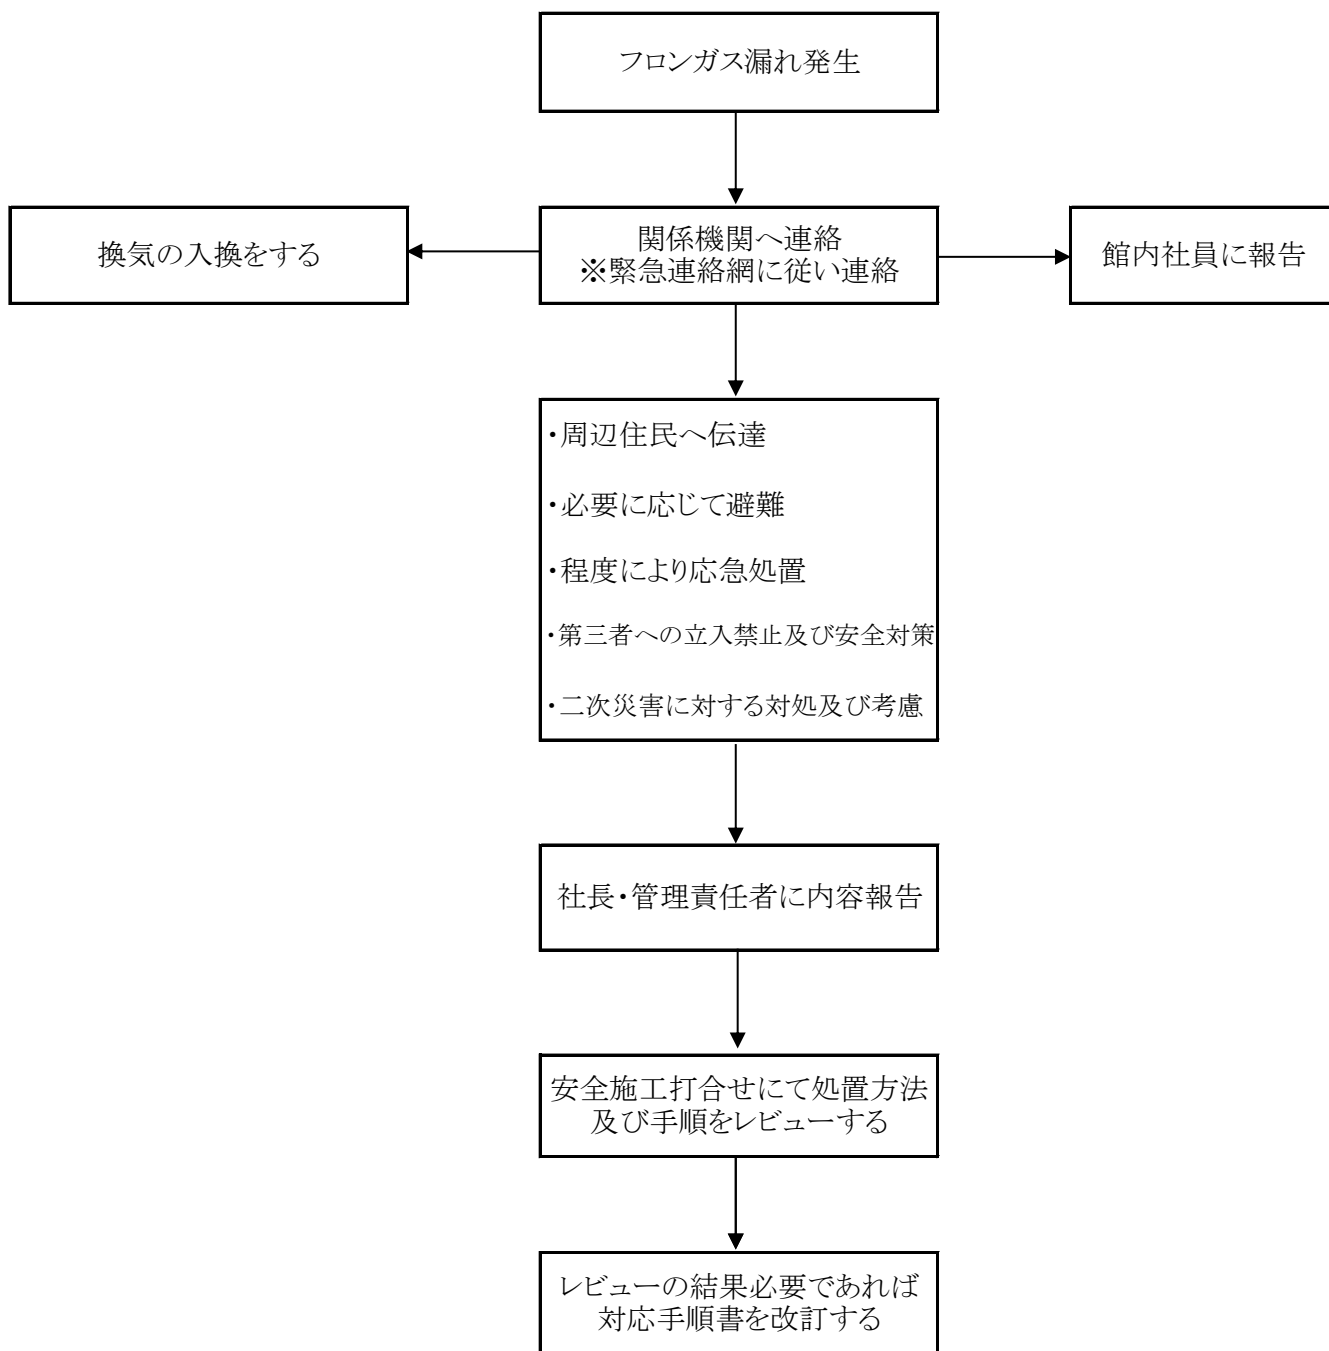 フロンガス漏れ発生
換気の入換をする
関係機関へ連絡
※緊急連絡網に従い連絡
館内社員に報告
・周辺住民へ伝達
・必要に応じて避難
・程度により応急処置
・第三者への立入禁止及び安全対策
・二次災害に対する対処及び考慮
社長・管理責任者に内容報告
安全施工打合せにて処置方法
及び手順をレビューする
レビューの結果必要であれば
対応手順書を改訂する